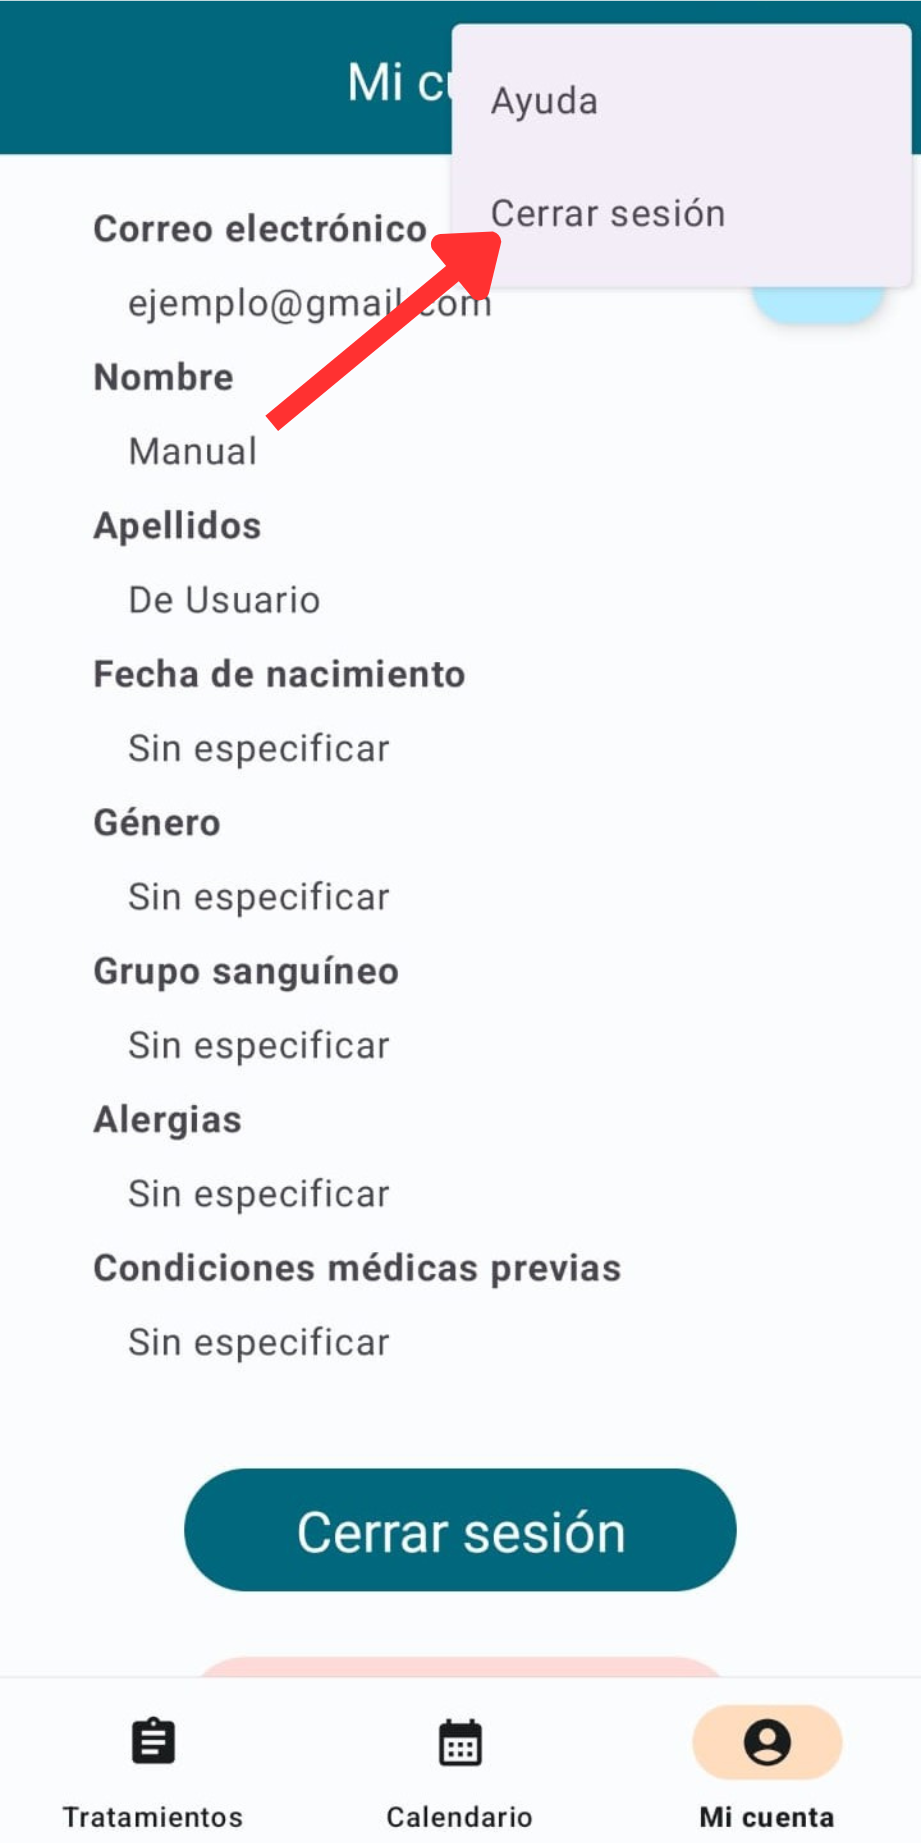 Mi cu
Ayuda
Cerrar sesión
Correo electrónico
ejemplo@gmail.com
Nombre
Manual
Apellidos
De Usuario
Fecha de nacimiento
Sin especificar
Género
Sin especificar
Grupo sanguíneo
Sin especificar
Alergias
Sin especificar
Condiciones médicas previas
Sin especificar
Cerrar sesión
Tratamientos
Calendario
Mi cuenta